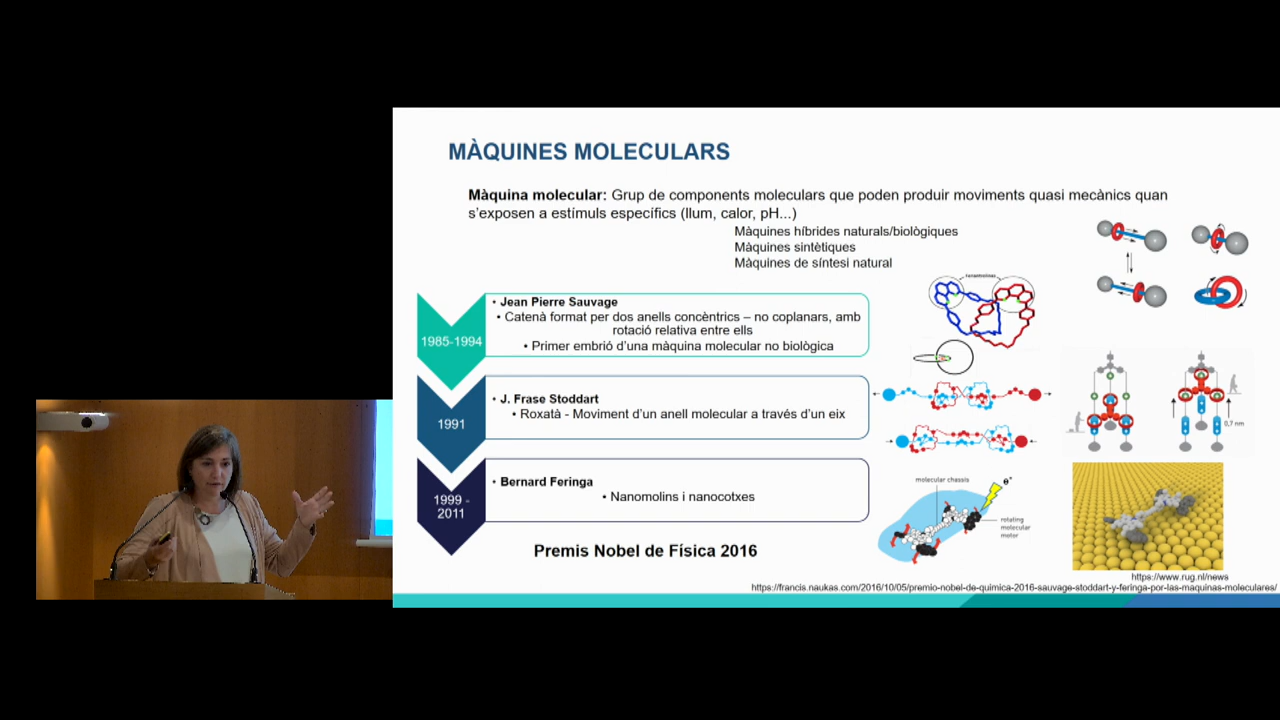 MÀQUINES MOLECULARS
Màquina molecular: Grup de components moleculars que poden produir moviments quasi mecànics quan
s'exposen a estímuls específics (llum, calor, pH...)
Màquines híbrides naturals/biològiques
Màquines sintètiques
Màquines de síntesi natural
1985-1994
• Jean Pierre Sauvage
• Catenà format per dos anells concèntrics – no coplanars, amb
rotació relativa entre ells
• Primer embrió d'una màquina molecular no biològica
1991
• J. Frase Stoddart
• Roxatà - Moviment d'un anell molecular a través d'un eix
1999 -
2011
• Bernard Feringa
• Nanomolins i nanocotxes
Premis Nobel de Física 2016
0,7 nm
molecular chassis
e⁻
rotating
molecular
motor
https://www.rug.nl/news
https://francis.naukas.com/2016/10/05/premio-nobel-de-quimica-2016-sauvage-stoddart-y-feringa-por-las-maquinas-moleculares/